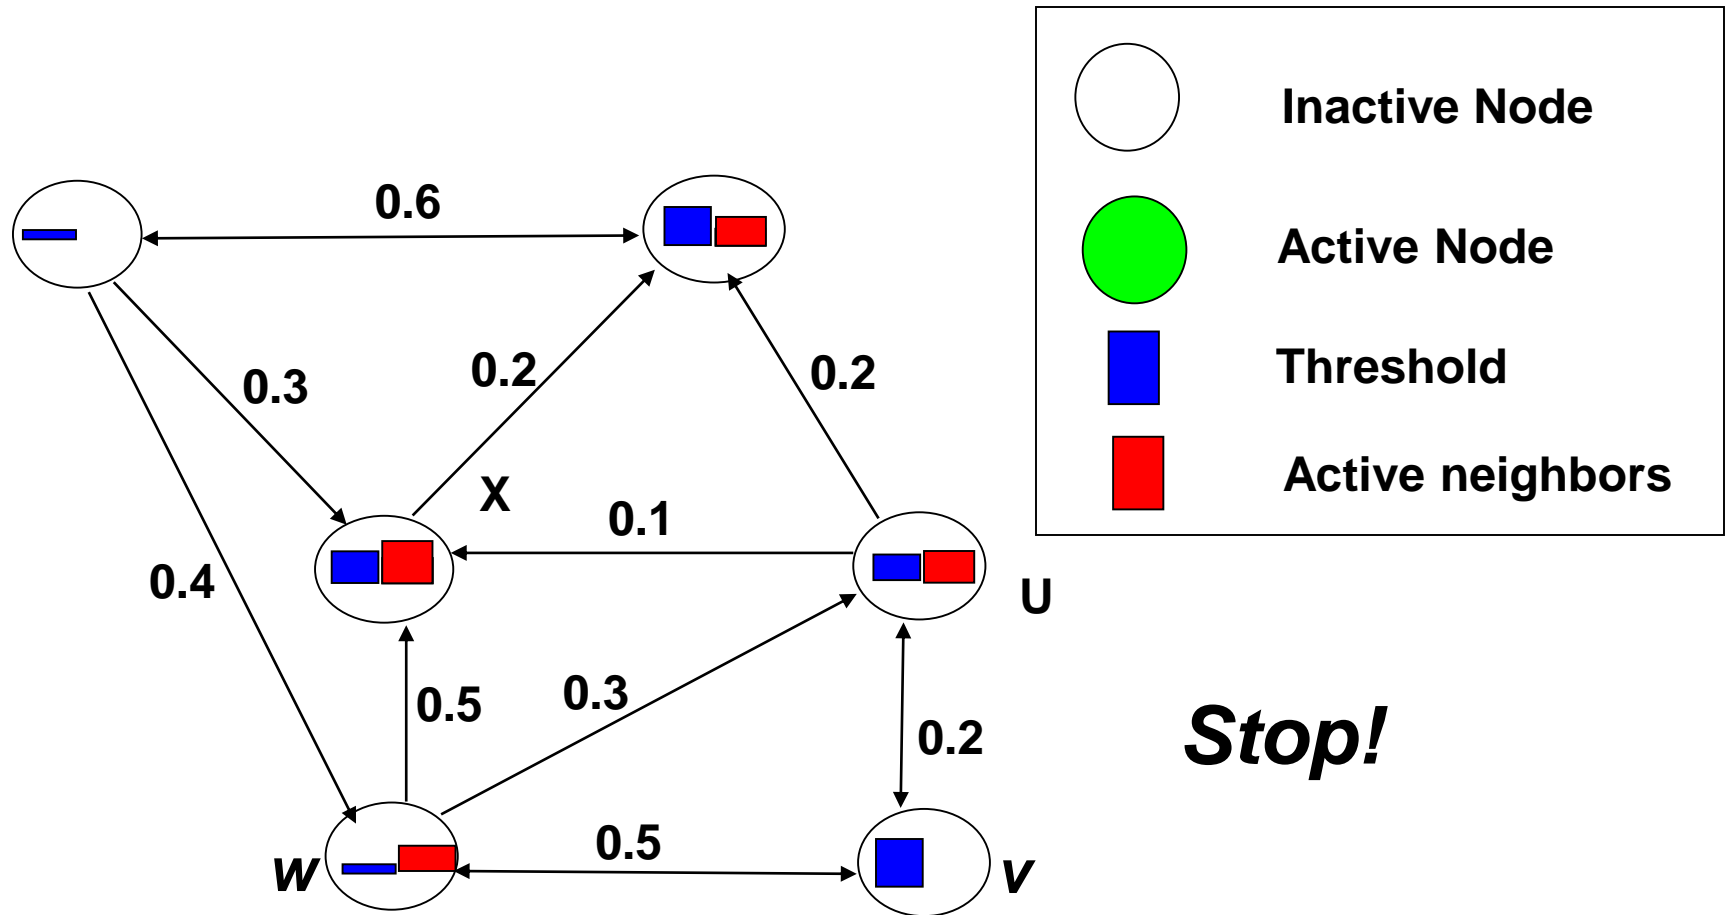 Inactive Node
Active Node
Threshold
Active neighbors
0.6
0.3
0.2
0.2
X
0.1
0.4
U
0.5
0.3
0.2
Stop!
0.5
w
v